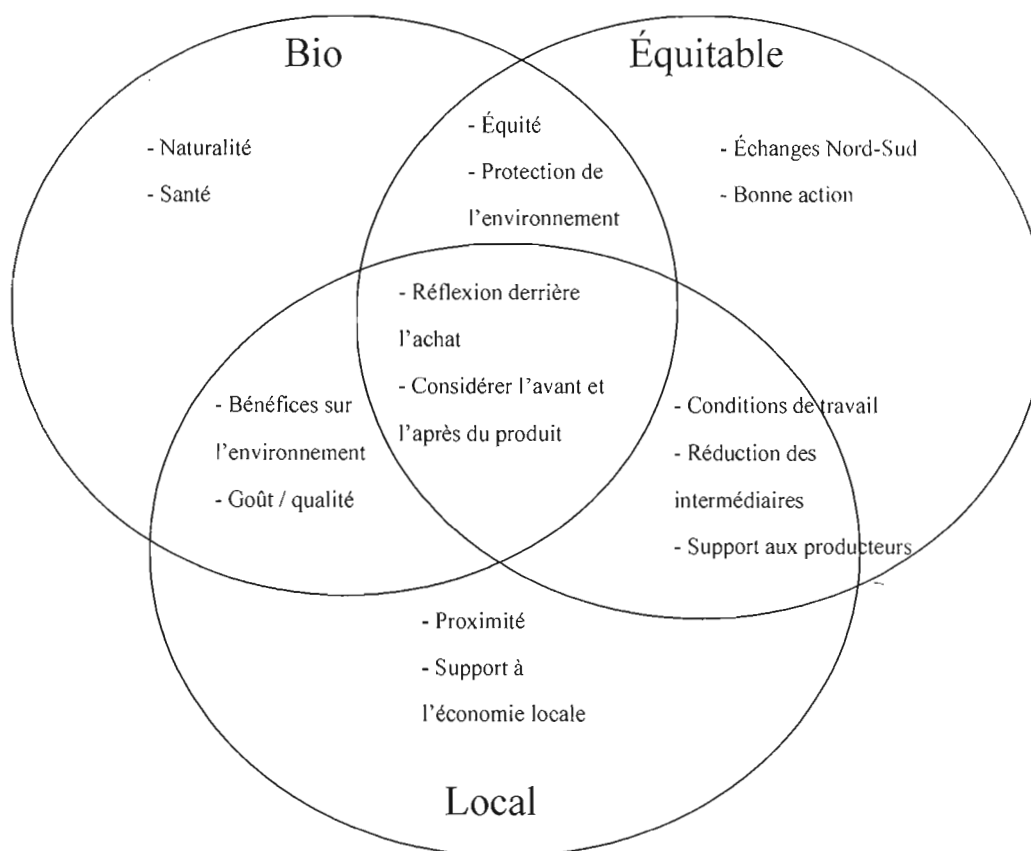 Bio
Équitable
- Naturalité
- Santé
- Équité
- Protection de
l'environnement
- Échanges Nord-Sud
- Bonne action
- Réflexion derrière
l'achat
- Considérer l'avant et
l'après du produit
- Bénéfices sur
l'environnement
- Goût / qualité
- Conditions de travail
- Réduction des
intermédiaires
- Support aux producteurs
- Proximité
- Support à
l'économie locale
Local